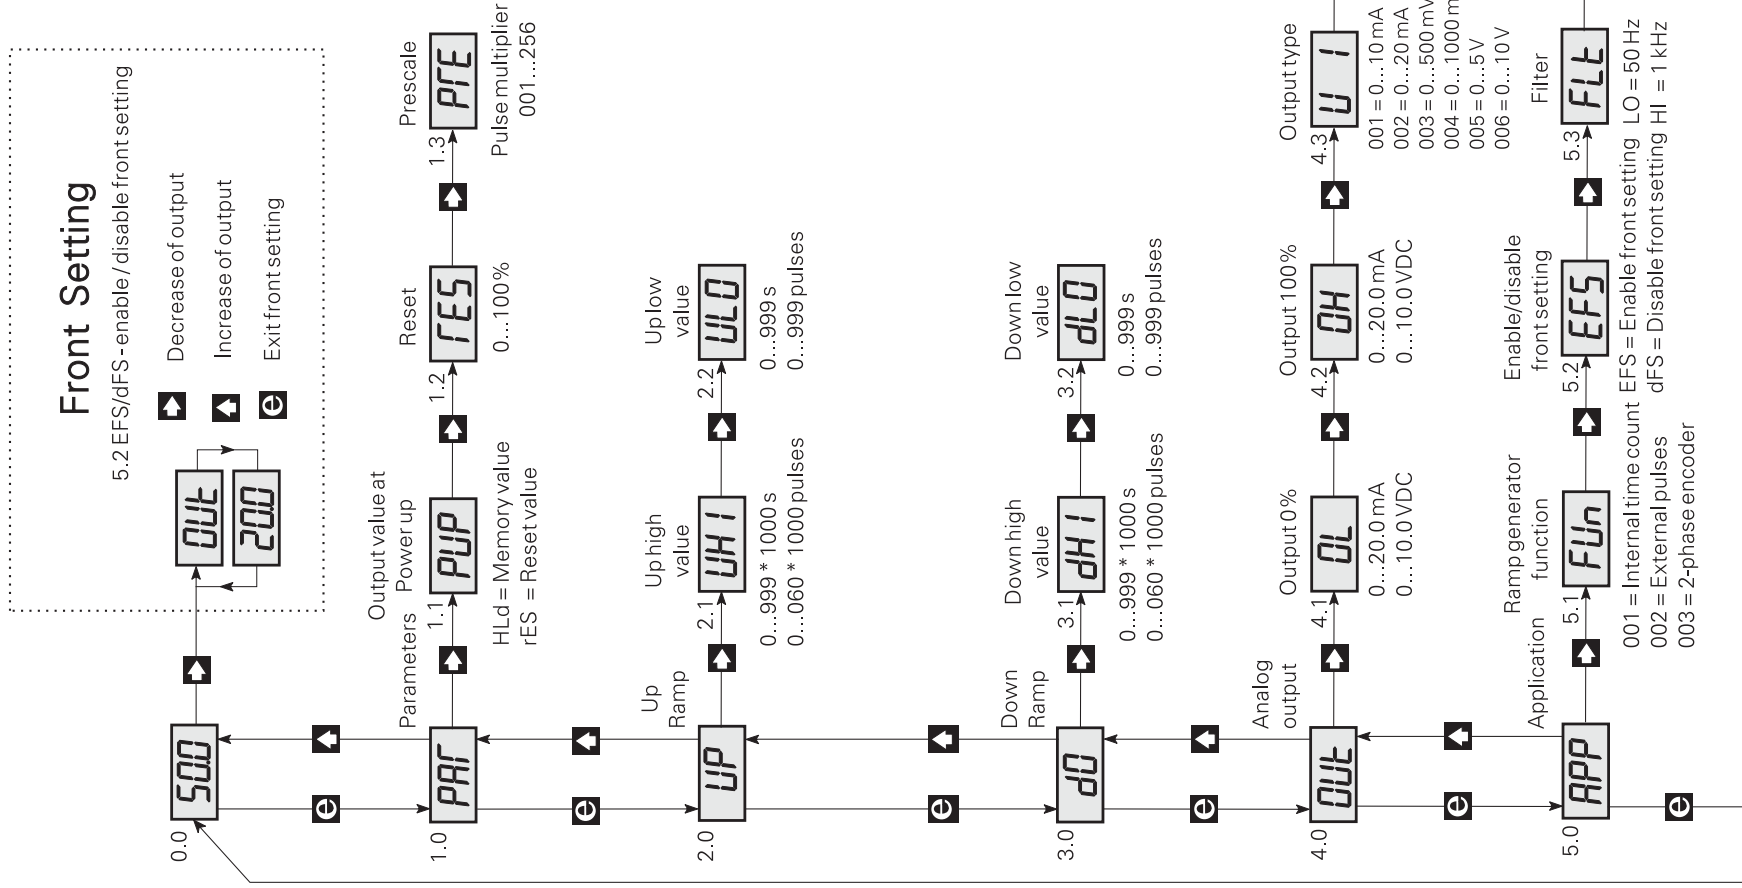 Front Setting
5.2 EFS/dFS - enable / disable front setting
Decrease of output
Increase of output
e Exit front setting
OUt
20.0
0.0
50.0
e
1.0
PAr
Parameters
1.1
Output value at
Power up
PUP
HLd = Memory value
rES = Reset value
1.2
Reset
rES
0...100%
1.3
Prescale
PrE
Pulse multiplier
001 ...256
e
2.0
UP
Up
Ramp
2.1
Up high
value
UHI
0...999 * 1000 s
0...060 * 1000 pulses
2.2
Up low
value
ULO
0...999 s
0...999 pulses
e
3.0
dO
Down
Ramp
3.1
Down high
value
dHI
0...999 * 1000 s
0...060 * 1000 pulses
3.2
Down low
value
dLO
0...999 s
0...999 pulses
e
4.0
OUt
Analog
output
4.1
Output 0%
OL
0...20.0 mA
0...10.0 VDC
4.2
Output 100%
OH
0...20.0 mA
0...10.0 VDC
4.3
Output type
U I
001 = 0...10 mA
002 = 0...20 mA
003 = 0...500 mV
004 = 0...1000 m
005 = 0...5 V
006 = 0...10 V
e
5.0
APP
Application
5.1
Ramp generator
function
FUn
001 = Internal time count
002 = External pulses
003 = 2-phase encoder
5.2
Enable/disable
front setting
EFS
EFS = Enable front setting
dFS = Disable front setting
5.3
Filter
FLt
LO = 50 Hz
HI = 1 kHz
e